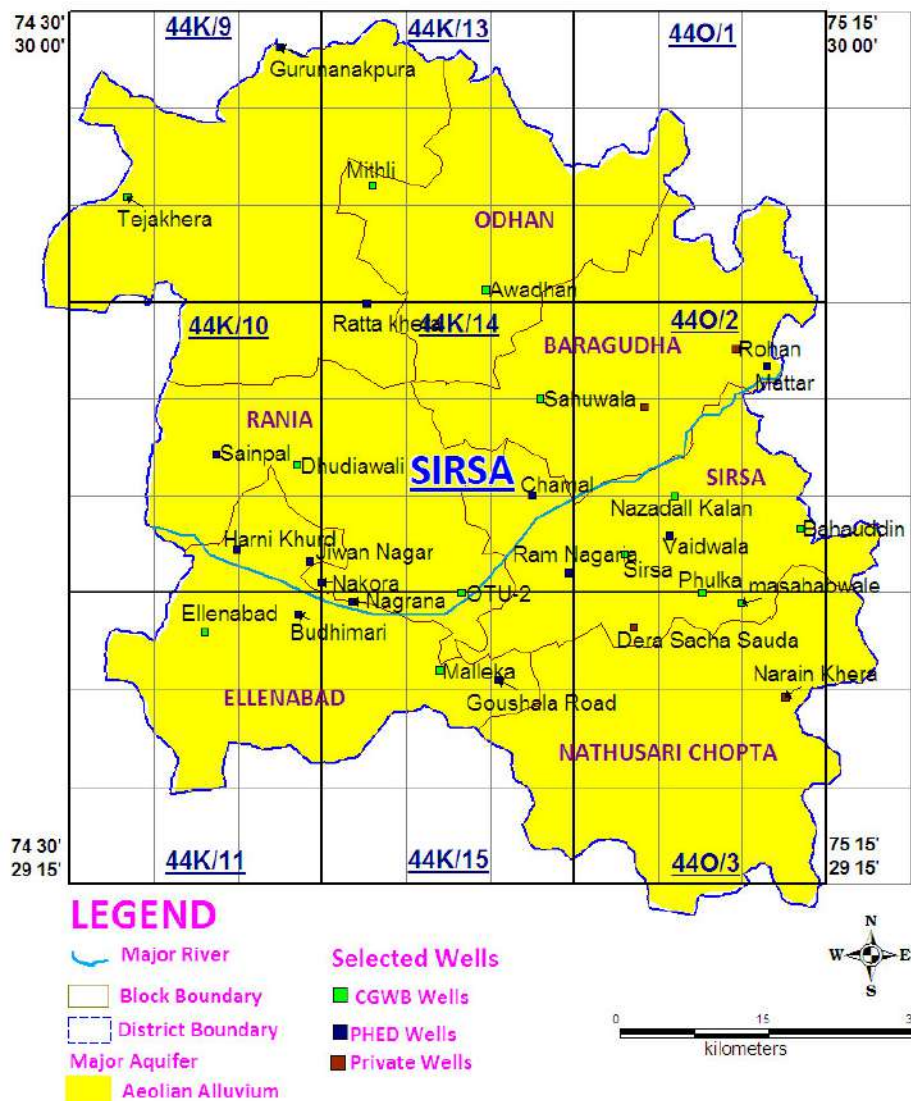 74 30'
30 00'
44K/9
44K/13
44O/1
75 15'
30 00'
Gurunanakpura
Mithli
Tejakhera
ODHAN
Awadhan
44K/10
Ratta khera
44K/14
44O/2
BARAGUDHA
Rohan
Mattar
Sahuwala
RANIA
Sainpal
Dhudiawali
SIRSA
Chamal
SIRSA
Nazadall Kalan
Bahauddin
Harni Khurd
Jiwan Nagar
Ram Nagana
Vaidwala
Sirsa
Phulka
masahabwale
Nakora
Nagrana
OTU-2
Ellenabad
Budhimari
Dera Sacha Sauda
Malleka
Narain Khera
ELLENABAD
Goushala Road
NATHUSARI CHOPTA
74 30'
29 15'
44K/11
44K/15
44O/3
75 15'
29 15'
LEGEND
Major River
Block Boundary
District Boundary
Major Aquifer
Aeolian Alluvium
Selected Wells
CGWB Wells
PHED Wells
Private Wells
N
W E
S
0 15 3
kilometers